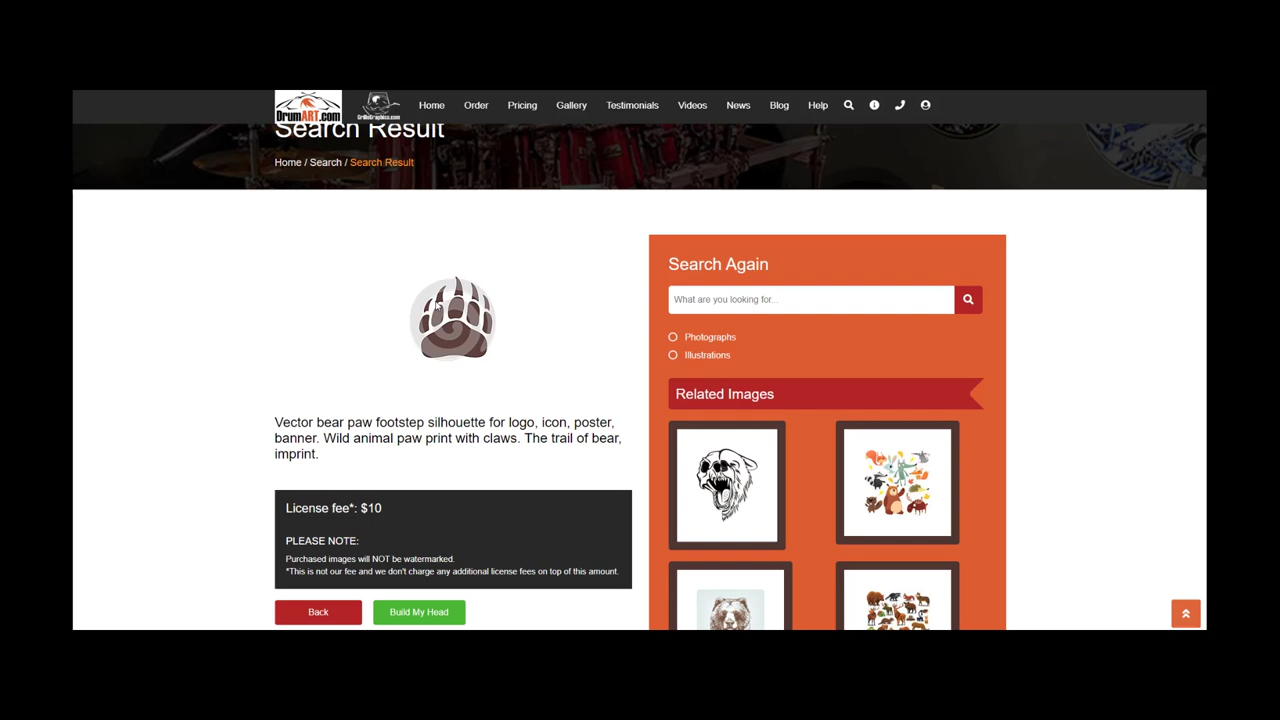 DrumART.com
GrilleGraphics.com
Home Order Pricing Gallery Testimonials Videos News Blog Help
Search Result
Home / Search / Search Result
Vector bear paw footstep silhouette for logo, icon, poster,
banner. Wild animal paw print with claws. The trail of bear,
imprint.
License fee*: $10
PLEASE NOTE:
Purchased images will NOT be watermarked.
*This is not our fee and we don't charge any additional license fees on top of this amount.
Back
Build My Head
Search Again
What are you looking for...
Photographs
Illustrations
Related Images